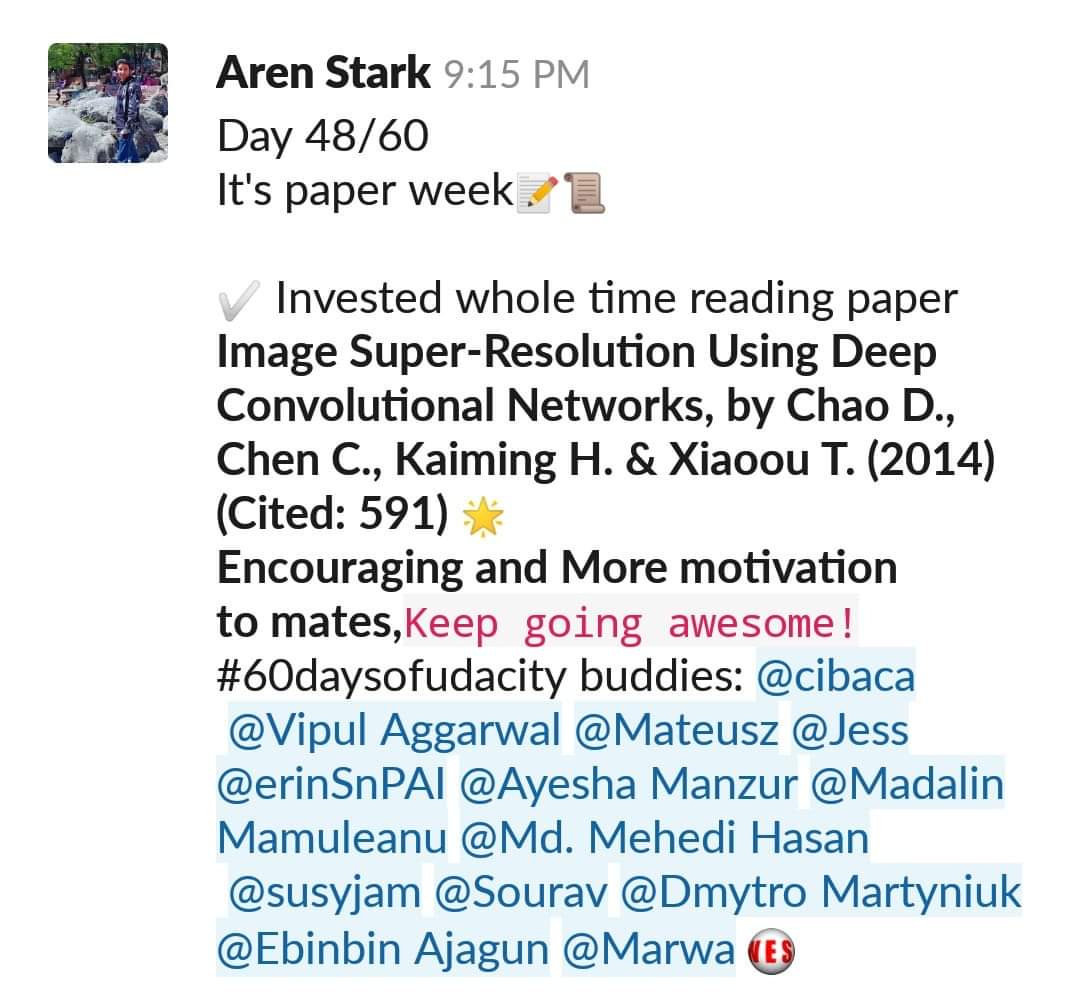 Aren Stark 9:15 PM
Day 48/60
It's paper week📝📜
✔️ Invested whole time reading paper
Image Super-Resolution Using Deep
Convolutional Networks, by Chao D.,
Chen C., Kaiming H. & Xiaoou T. (2014)
(Cited: 591) 🌟
Encouraging and More motivation
to mates,Keep going awesome!
#60daysofudacity buddies: @cibaca
@Vipul Aggarwal @Mateusz @Jess
@erinSnPAI @Ayesha Manzur @Madalin
Mamuleanu @Md. Mehedi Hasan
@susyjam @Sourav @Dmytro Martyniuk
@Ebinbin Ajagun @Marwa YES